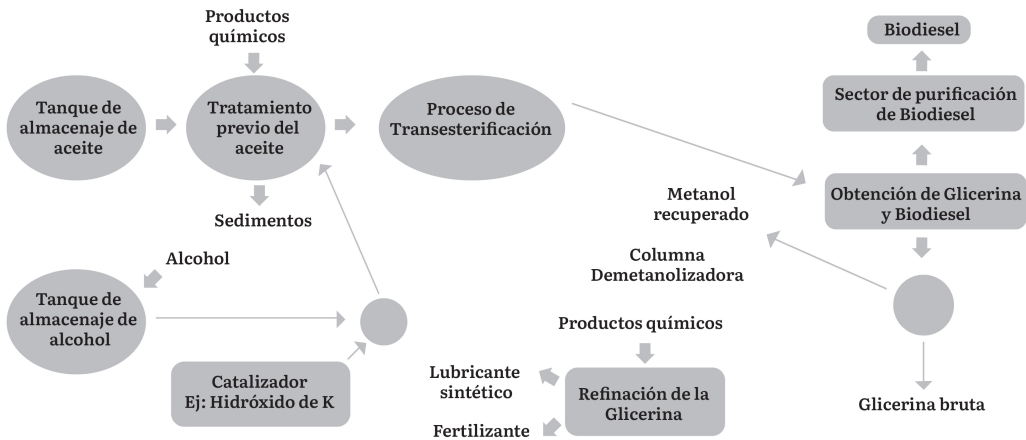 Productos
químicos
Tanque de
almacenaje de
aceite
Tratamiento
previo del
aceite
Proceso de
Transesterificación
Sedimentos
Alcohol
Tanque de
almacenaje de
alcohol
Catalizador
Ej: Hidróxido de K
Biodiesel
Sector de purificación
de Biodiesel
Obtención de Glicerina
y Biodiesel
Metanol
recuperado
Columna
Demetanolizadora
Productos químicos
Lubricante
sintético
Refinación de la
Glicerina
Fertilizante
Glicerina bruta